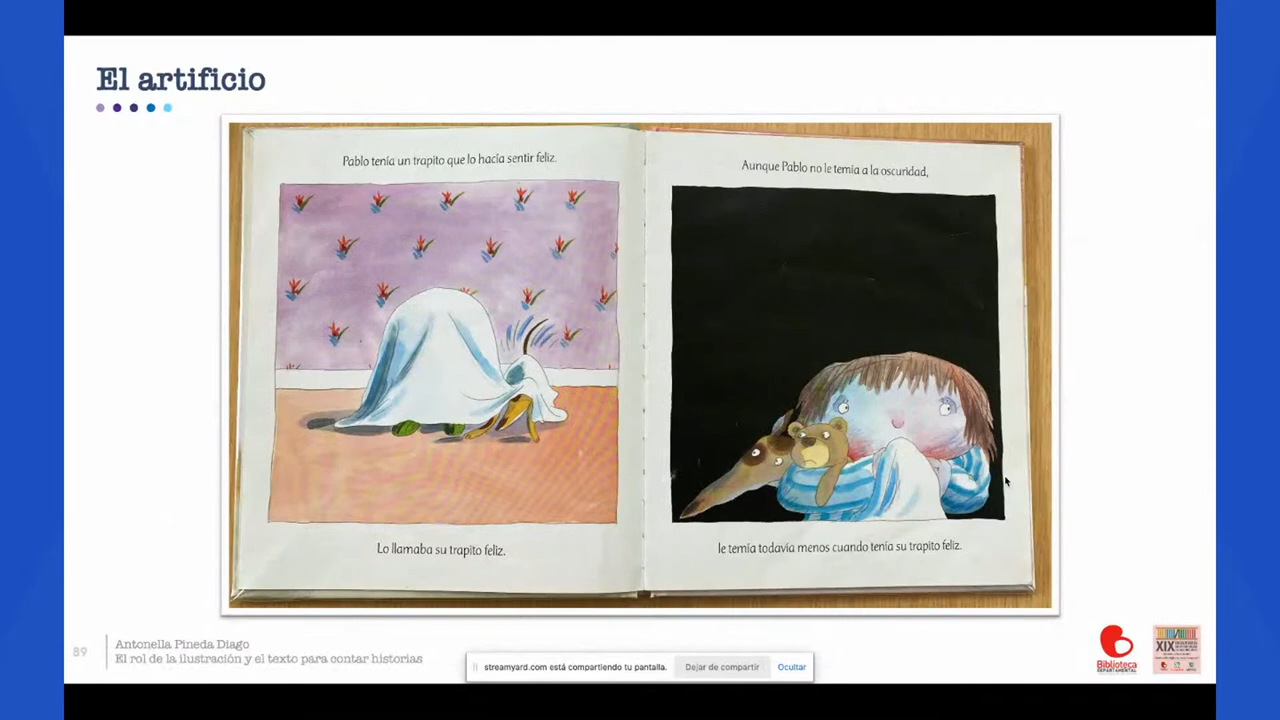 El artificio
Pablo tenía un trapito que lo hacía sentir feliz.
Lo llamaba su trapito feliz.
Aunque Pablo no le temía a la oscuridad,
le temía todavía menos cuando tenía su trapito feliz.
89
Antonella Pineda Diago
El rol de la ilustración y el texto para contar historias
streamyard.com está compartiendo tu pantalla.
Dejar de compartir
Ocultar
Biblioteca
DEPARTAMENTAL
XIX